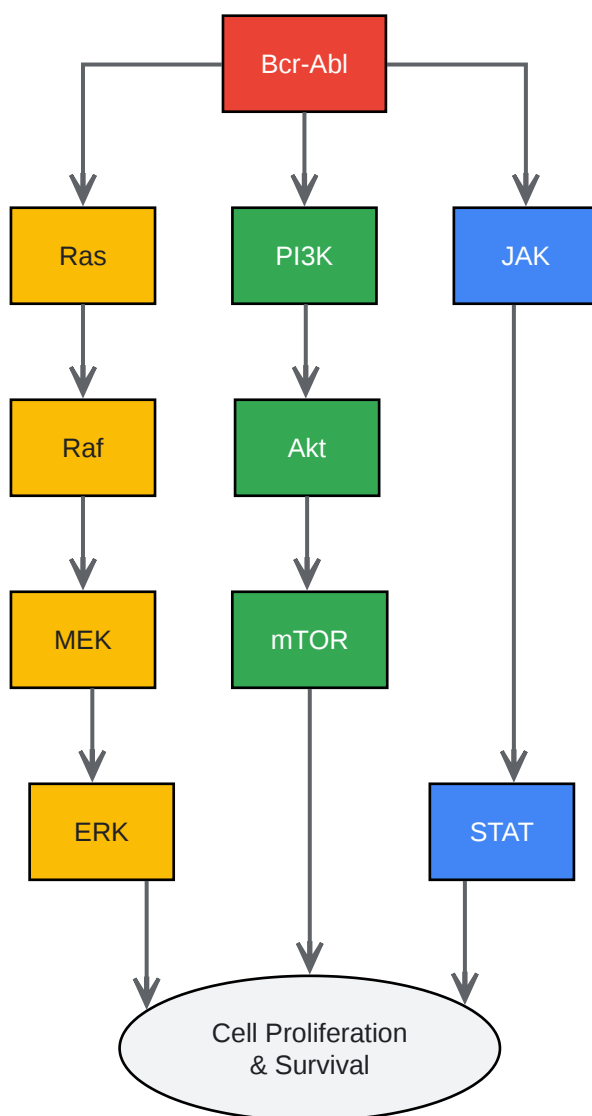 Bcr-Abl
Ras
PI3K
JAK
Raf
Akt
MEK
mTOR
ERK
STAT
Cell Proliferation
& Survival